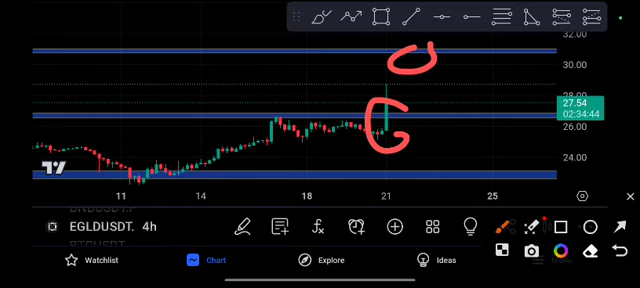 32.00
30.00
28.00
27.54
02:34:44
26.00
24.00
11 14 18 21 25
BNBUSDT.P
EGLDUSDT. 4h
BTCUSDT
Watchlist Chart Explore Ideas